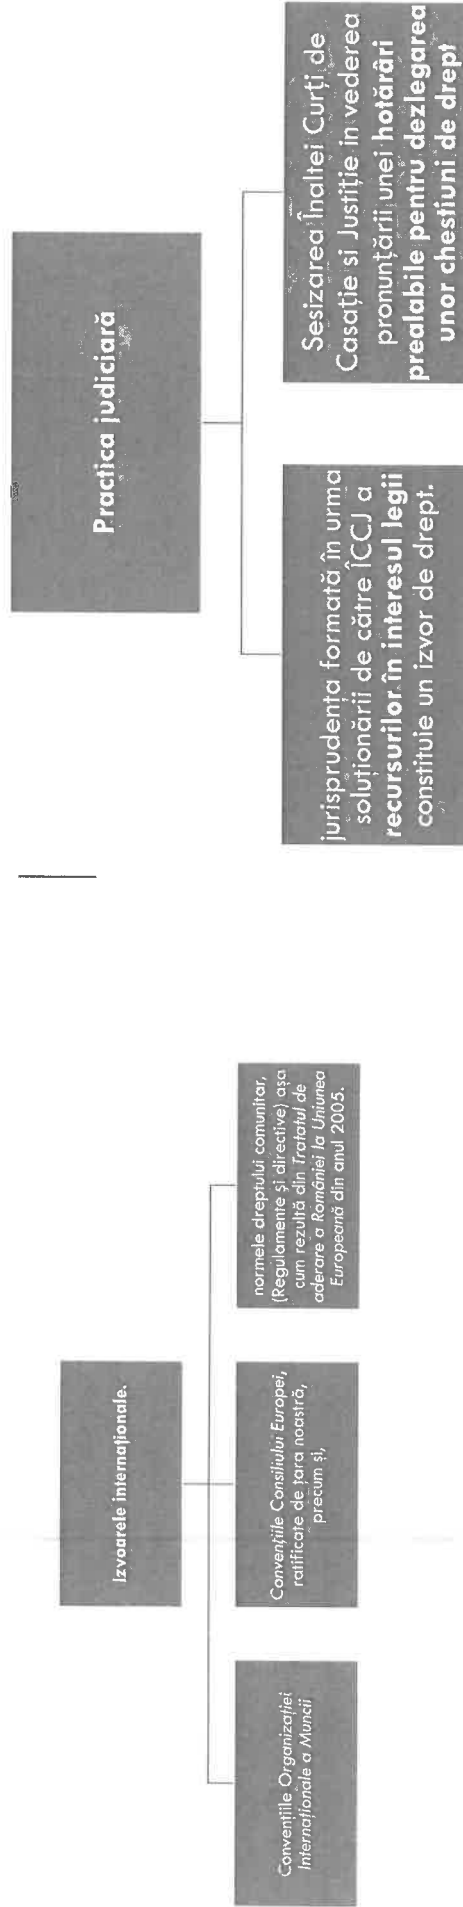 Izvoarele internaționale.
Convențiile Organizației
Internaționale a Muncii
Convențiile Consiliului Europei,
ratificate de țara noastră,
precum și,
normele dreptului comunitar,
(Regulamente și directive) așa
cum rezultă din Tratatul de
aderare a României la Uniunea
Europeană din anul 2005.
Practica judiciară
jurisprudența formată în urma
soluționării de către ÎCCJ a
recursurilor în interesul legii
constituie un izvor de drept.
Sesizarea Înaltei Curți de
Casație si Justiție în vederea
pronunțării unei hotărâri
prealabile pentru dezlegarea
unor chestiuni de drept